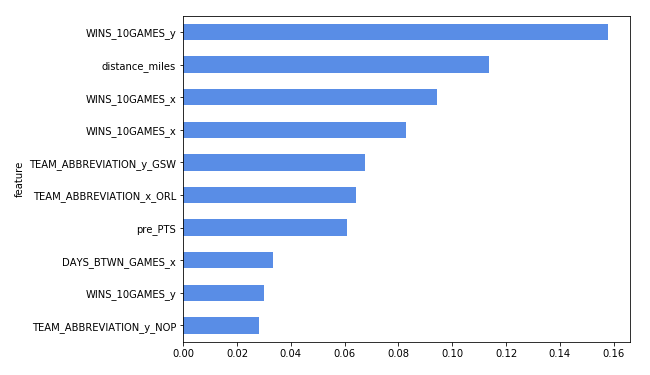 WINS_10GAMES_y
distance_miles
WINS_10GAMES_x
WINS_10GAMES_x
TEAM_ABBREVIATION_y_GSW
TEAM_ABBREVIATION_x_ORL
pre_PTS
DAYS_BTWN_GAMES_x
WINS_10GAMES_y
TEAM_ABBREVIATION_y_NOP
feature
0.00 0.02 0.04 0.06 0.08 0.10 0.12 0.14 0.16